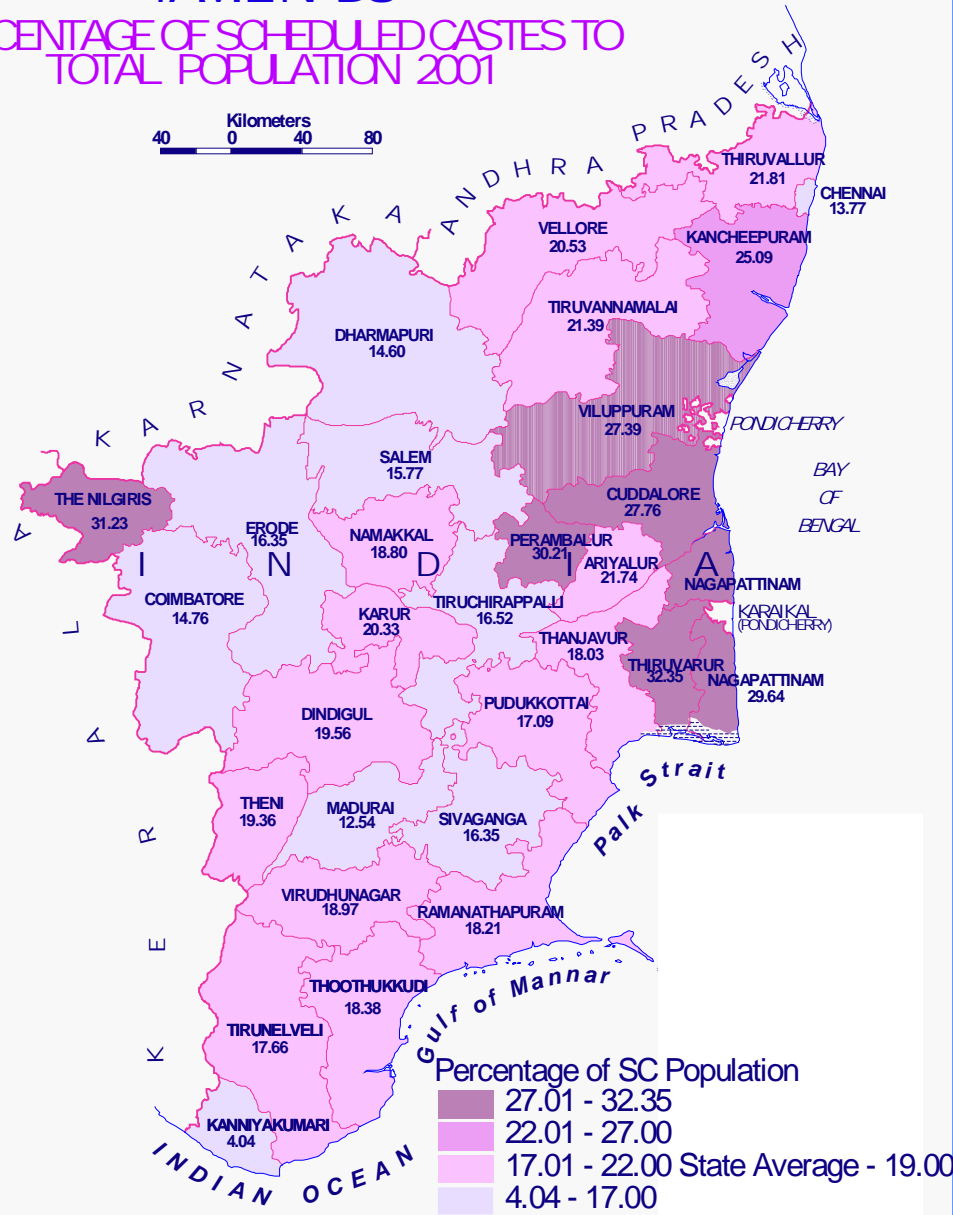 CENTAGE OF SCHEDULED CASTES TO
TOTAL POPULATION 2001
Kilometers
40 0 40 80
ANDHRA PRADESH
KARNATAKA
THIRUVALLUR
21.81
CHENNAI
13.77
VELLORE
20.53
KANCHEEPURAM
25.09
TIRUVANNAMALAI
21.39
DHARMAPURI
14.60
VILUPPURAM
27.39
PONDICHERRY
SALEM
15.77
BAY
OF
BENGAL
THE NILGIRIS
31.23
CUDDALORE
27.76
ERODE
16.35
NAMAKKAL
18.80
PERAMBALUR
30.21
ARIYALUR
21.74
INDIA
NAGAPATTINAM
COIMBATORE
14.76
TIRUCHIRAPPALLI
16.52
KARUR
20.33
KARAIKAL
(PONDICHERRY)
THANJAVUR
18.03
THIRUVARUR
32.35
NAGAPATTINAM
29.64
KERALA
DINDIGUL
19.56
PUDUKKOTTAI
17.09
Palk Strait
THENI
19.36
MADURAI
12.54
SIVAGANGA
16.35
VIRUDHUNAGAR
18.97
RAMANATHAPURAM
18.21
THOOTHUKKUDI
18.38
Gulf of Mannar
TIRUNELVELI
17.66
KANNIYAKUMARI
4.04
INDIAN OCEAN
Percentage of SC Population
27.01 - 32.35
22.01 - 27.00
17.01 - 22.00 State Average - 19.00
4.04 - 17.00